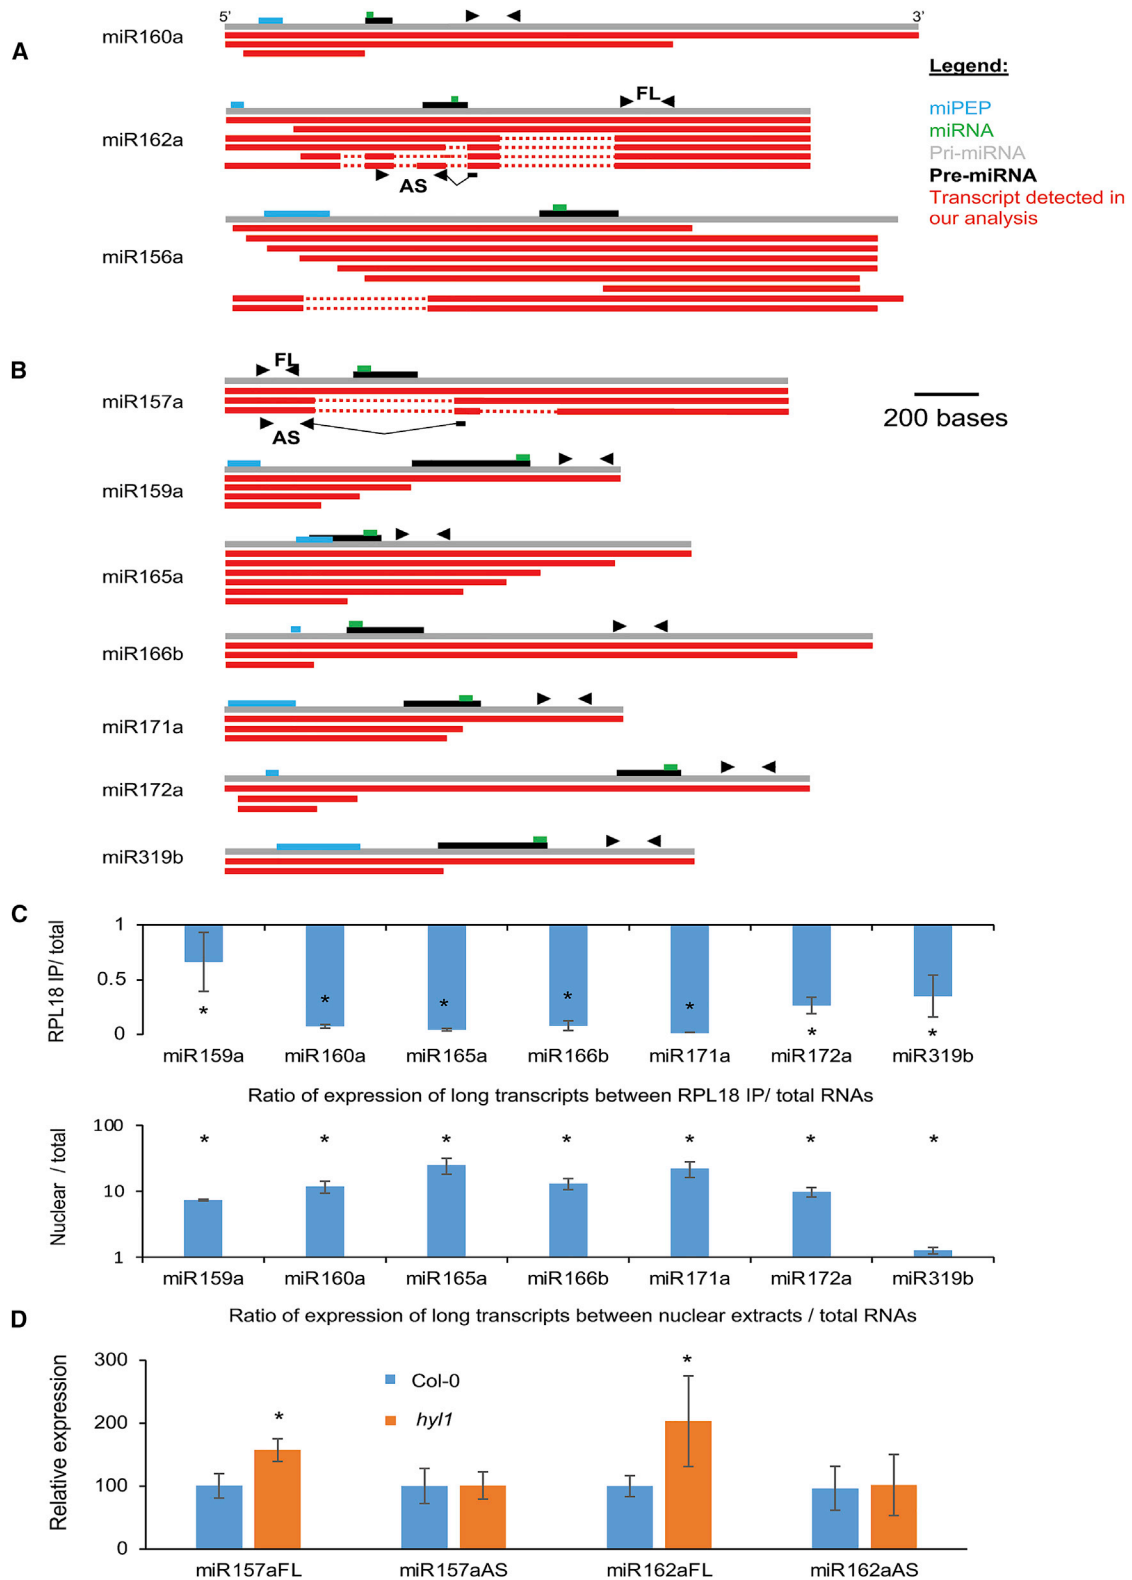 5’
3’
A
miR160a
Legend:
miPEP
miRNA
Pri-miRNA
Pre-miRNA
Transcript detected in
our analysis
FL
miR162a
AS
miR156a
B
FL
miR157a
AS
200 bases
miR159a
miR165a
miR166b
miR171a
miR172a
miR319b
C
RPL18 IP/ total
1
0.5
0
* * * * * * *
miR159a miR160a miR165a miR166b miR171a miR172a miR319b
Ratio of expression of long transcripts between RPL18 IP/ total RNAs
Nuclear / total
100
10
1
* * * * * * *
miR159a miR160a miR165a miR166b miR171a miR172a miR319b
Ratio of expression of long transcripts between nuclear extracts / total RNAs
D
Relative expression
300
200
100
0
Col-0
hyl1
* *
miR157aFL miR157aAS miR162aFL miR162aAS